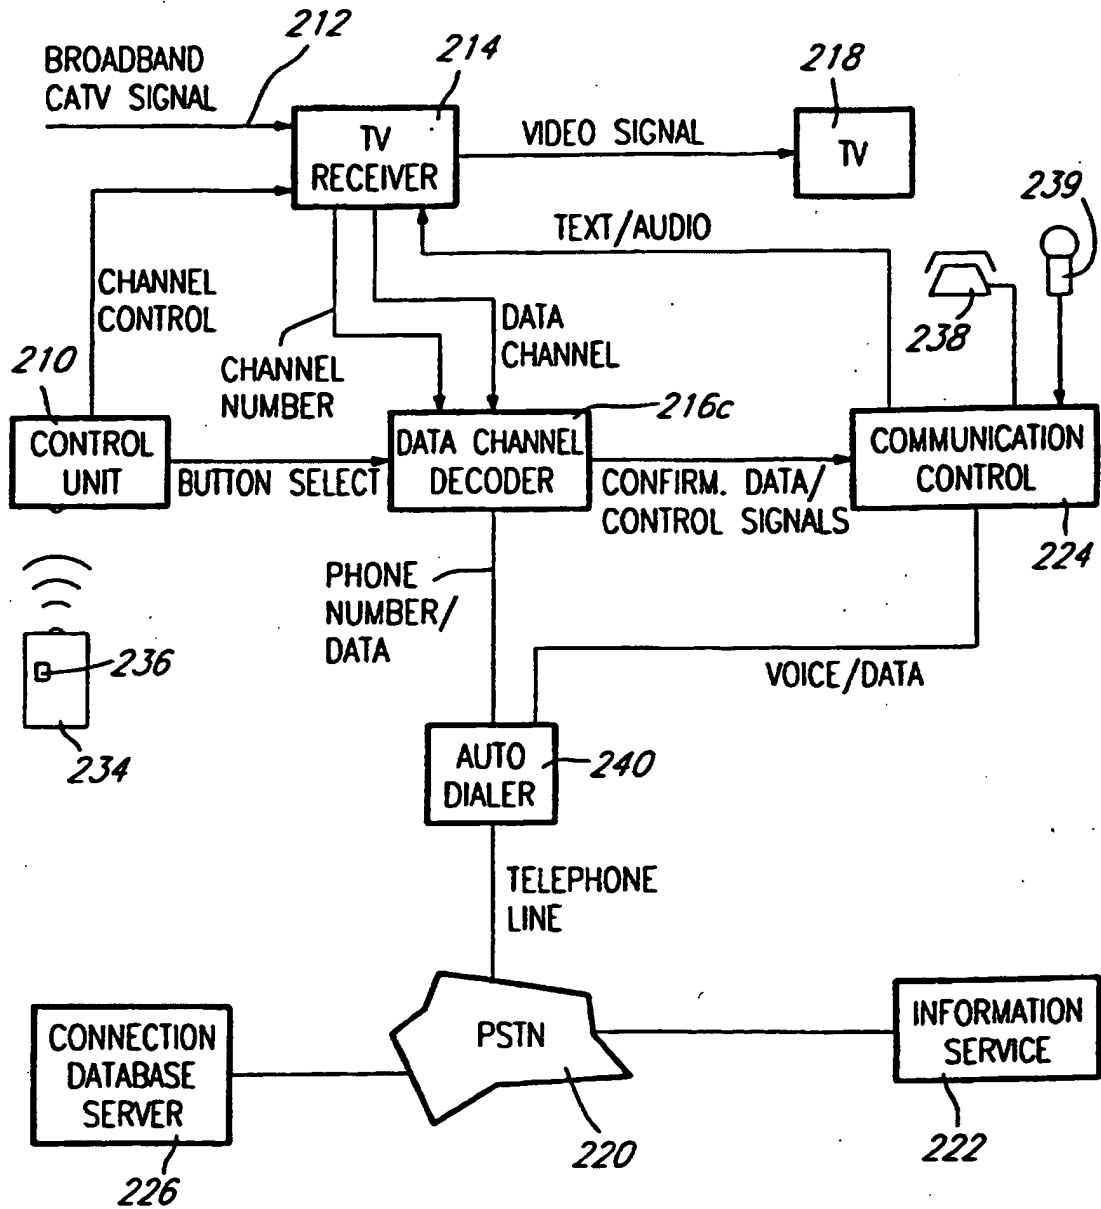 212
BROADBAND
CATV SIGNAL
214
218
TV
RECEIVER
VIDEO SIGNAL
TV
239
TEXT/AUDIO
CHANNEL
CONTROL
238
DATA
CHANNEL
210
CHANNEL
NUMBER
216c
CONTROL
UNIT
BUTTON SELECT
DATA CHANNEL
DECODER
CONFIRM. DATA/
CONTROL SIGNALS
COMMUNICATION
CONTROL
224
PHONE
NUMBER/
DATA
236
VOICE/DATA
234
AUTO
DIALER
240
TELEPHONE
LINE
CONNECTION
DATABASE
SERVER
PSTN
INFORMATION
SERVICE
220
222
226